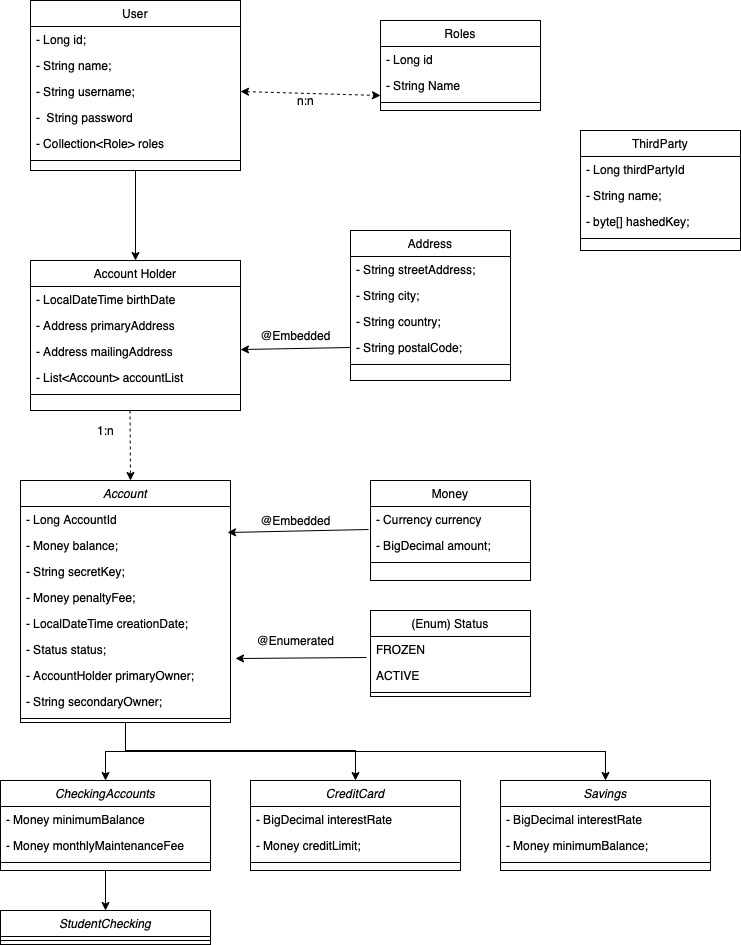 User
- Long id;
- String name;
- String username;
- String password
- Collection<Role> roles
Roles
- Long id
- String Name
n:n
ThirdParty
- Long thirdPartyId
- String name;
- byte[] hashedKey;
Account Holder
- LocalDateTime birthDate
- Address primaryAddress
- Address mailingAddress
- List<Account> accountList
@Embedded
Address
- String streetAddress;
- String city;
- String country;
- String postalCode;
1:n
Account
- Long AccountId
- Money balance;
- String secretKey;
- Money penaltyFee;
- LocalDateTime creationDate;
- Status status;
- AccountHolder primaryOwner;
- String secondaryOwner;
@Embedded
Money
- Currency currency
- BigDecimal amount;
@Enumerated
(Enum) Status
FROZEN
ACTIVE
CheckingAccounts
- Money minimumBalance
- Money monthlyMaintenanceFee
CreditCard
- BigDecimal interestRate
- Money creditLimit;
Savings
- BigDecimal interestRate
- Money minimumBalance;
StudentChecking